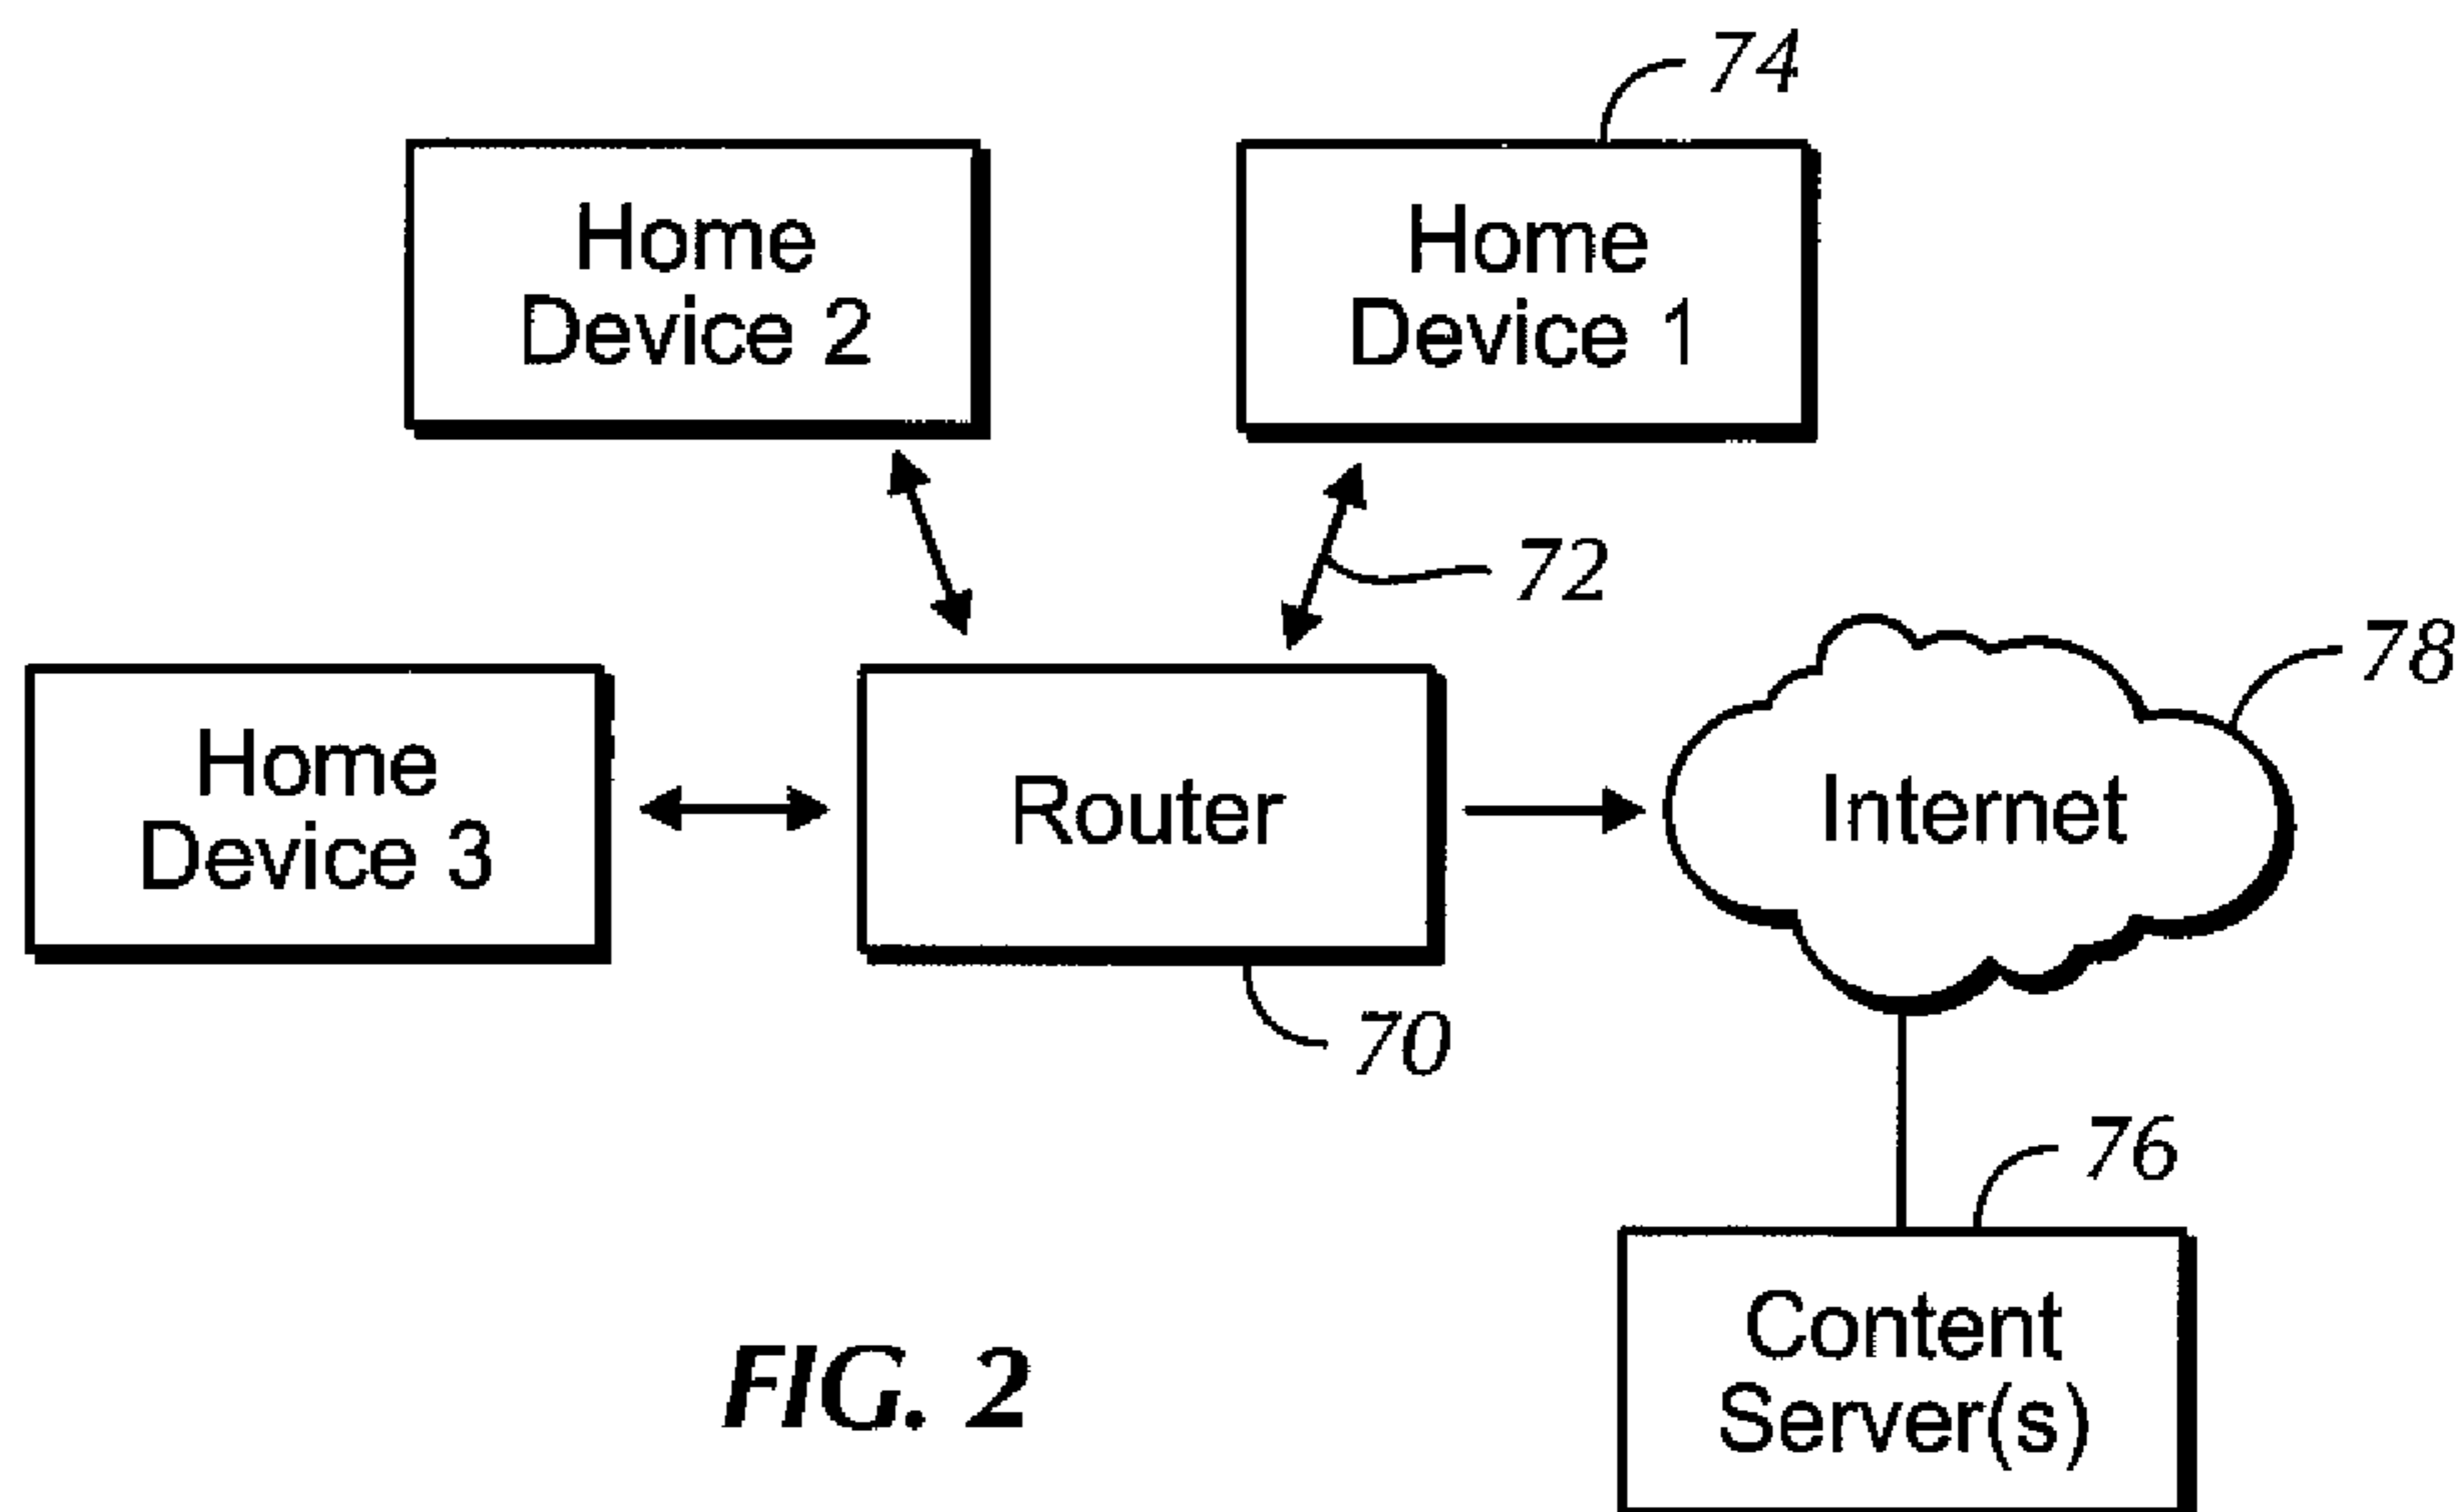 74
Home
Device 2
Home
Device 1
72
78
Home
Device 3
Router
Internet
70
76
Content
Server(s)
FIG. 2